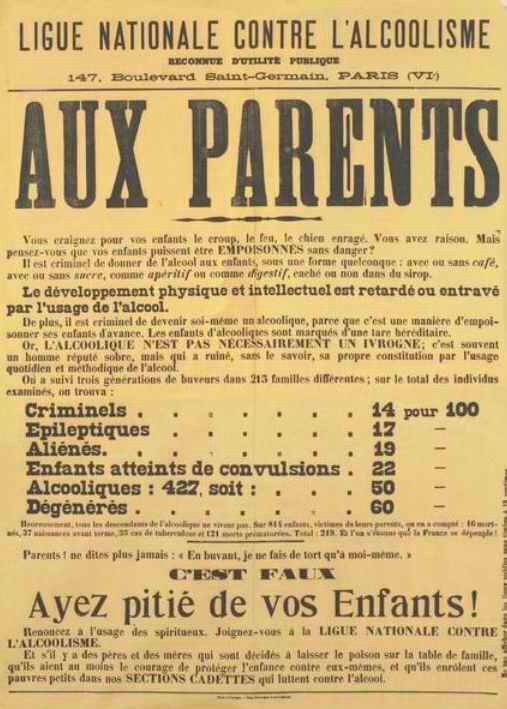 LIGUE NATIONALE CONTRE L'ALCOOLISME
RECONNUE D'UTILITÉ PUBLIQUE
147, Boulevard Saint-Germain, PARIS (VIe)
AUX PARENTS
Vous craignez pour vos enfants le croup, le feu, le chien enragé. Vous avez raison. Mais
pensez-vous que vos enfants puissent être EMPOISONNÉS sans danger?
Il est criminel de donner de l'alcool aux enfants, sous une forme quelconque : avec ou sans café,
avec ou sans sucre, comme apéritif ou comme digestif, caché ou non dans du sirop.
Le développement physique et intellectuel est retardé ou entravé
par l'usage de l'alcool.
De plus, il est criminel de devenir soi-même un alcoolique, parce que c'est une manière d'empoi-
sonner ses enfants d'avance. Les enfants d'alcooliques sont marqués d'une tare héréditaire.
Or, L'ALCOOLIQUE N'EST PAS NÉCESSAIREMENT UN IVROGNE; c'est souvent
un homme réputé sobre, mais qui a ruiné, sans le savoir, sa propre constitution par l'usage
quotidien et méthodique de l'alcool.
On a suivi trois générations de buveurs dans 215 familles différentes; sur le total des individus
examinés, on trouva :
Criminels . . . . . . . 14 pour 100
Epileptiques . . . . . . 17 —
Aliénés. . . . . . . . 19 —
Enfants atteints de convulsions . 22 —
Alcooliques : 427, soit : . . . 50 —
Dégénérés . . . . . . . 60 —
Heureusement, tous les descendants de l'alcoolique ne vivent pas. Sur 814 enfants, victimes de leurs parents, on en a compté : 16 mort-
nés, 37 naissances avant terme, 35 cas de tuberculose et 121 morts prématurées. Total : 219. Et l'on s'étonne que la France se dépeuple!
Parents! ne dites plus jamais : « En buvant, je ne fais de tort qu'à moi-même. »
C'EST FAUX
Ayez pitié de vos Enfants!
Renoncez à l'usage des spiritueux. Joignez-vous à la LIGUE NATIONALE CONTRE
L'ALCOOLISME.
Et s'il y a des pères et des mères qui sont décidés à laisser le poison sur la table de famille,
qu'ils aient au moins le courage de protéger l'enfance contre eux-mêmes, et qu'ils enrôlent ces
pauvres petits dans nos SECTIONS CADETTES qui luttent contre l'alcool.